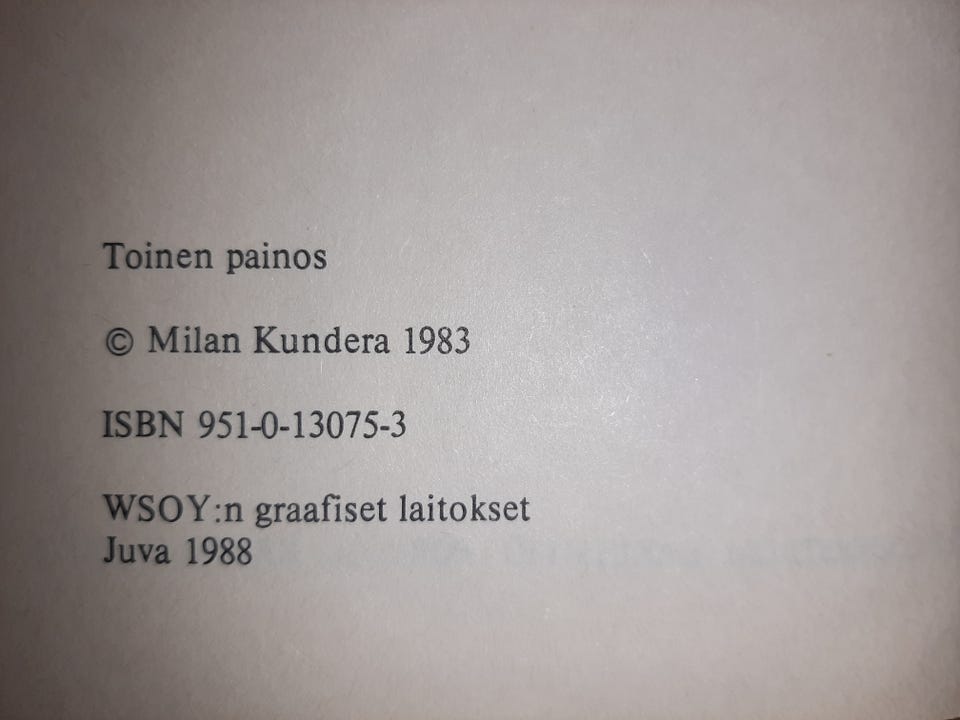 Toinen painos
© Milan Kundera 1983
ISBN 951-0-13075-3
WSOY:n graafiset laitokset
Juva 1988